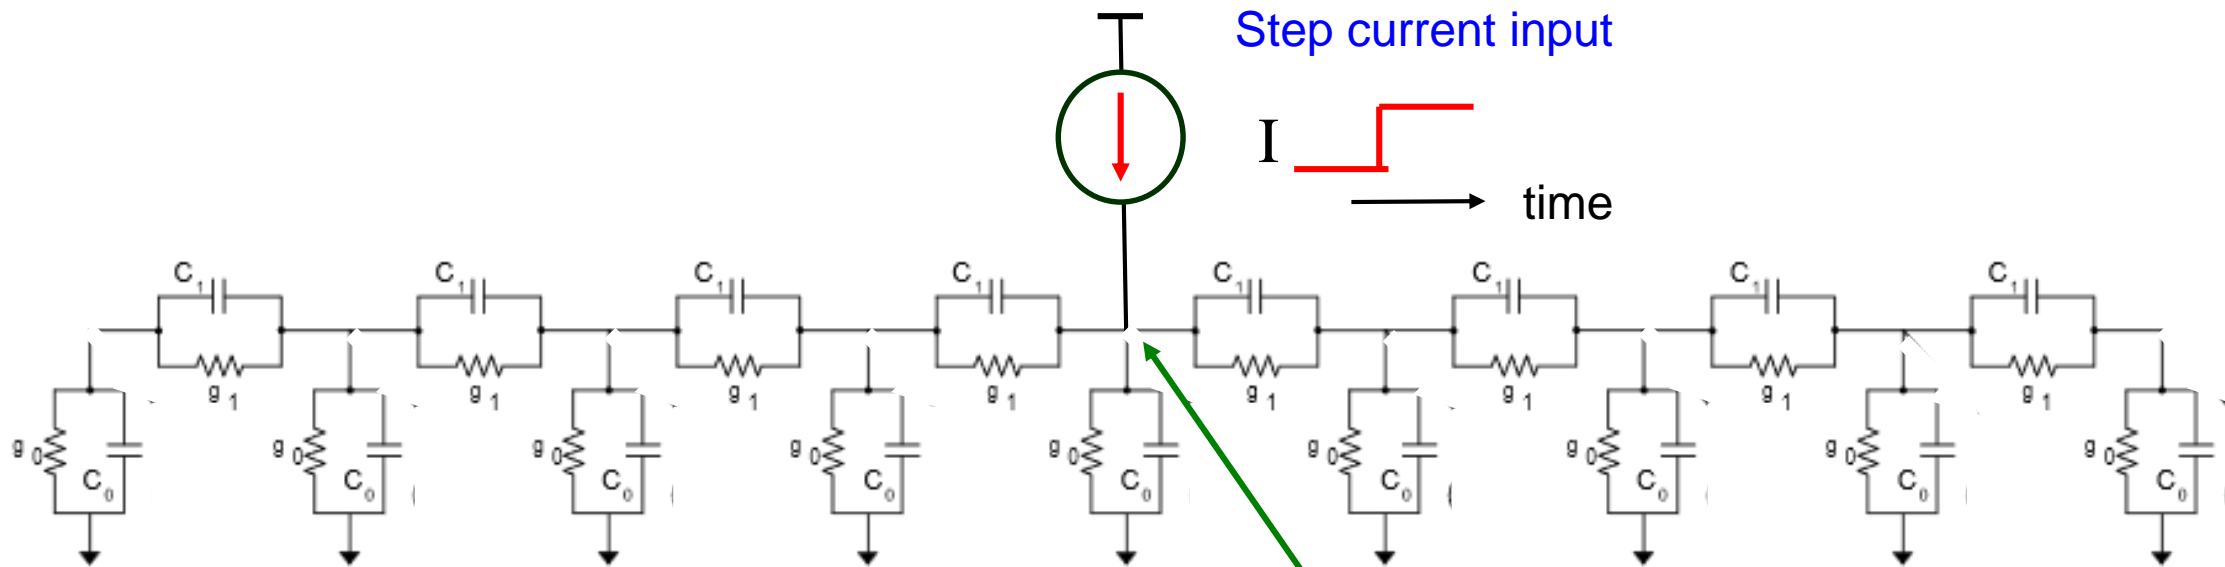 Step current input
I
time
C1 C1 C1 C1 C1 C1 C1 C1
g1 g1 g1 g1 g1 g1 g1 g1
g0 g0 g0 g0 g0 g0 g0 g0 g0
C0 C0 C0 C0 C0 C0 C0 C0 C0